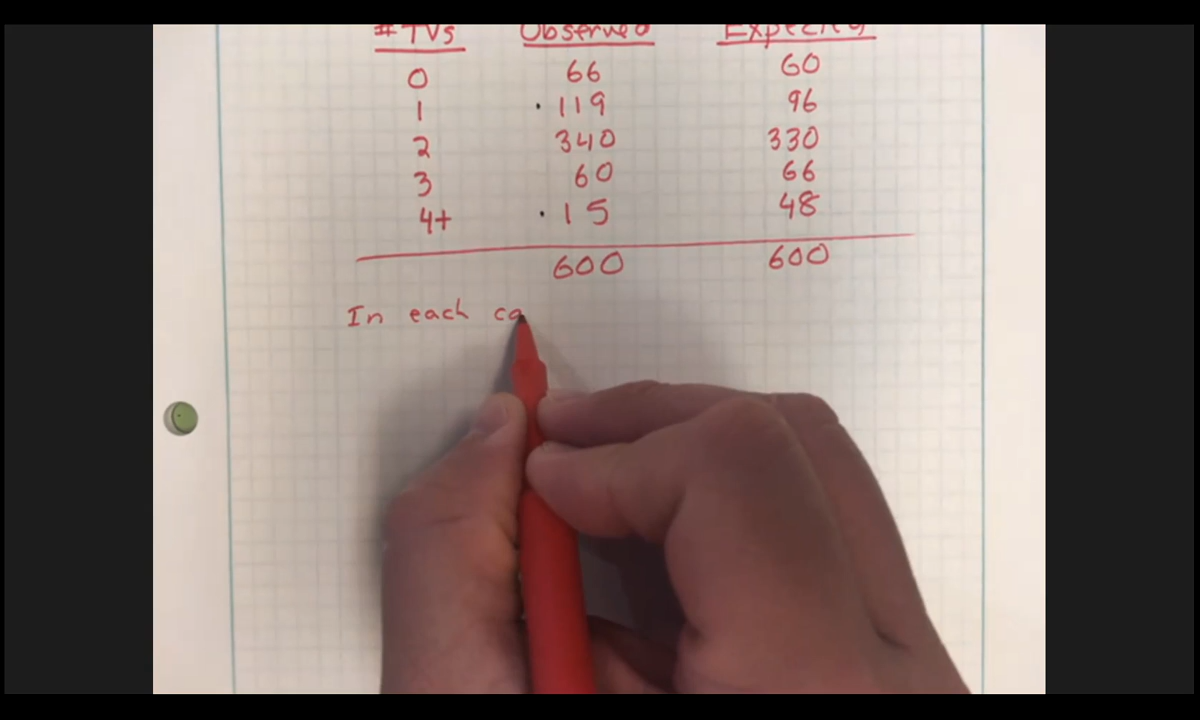 # TVs Observed Expected
0 66 60
1 119 96
2 340 330
3 60 66
4+ 15 48
600 600
In each ca